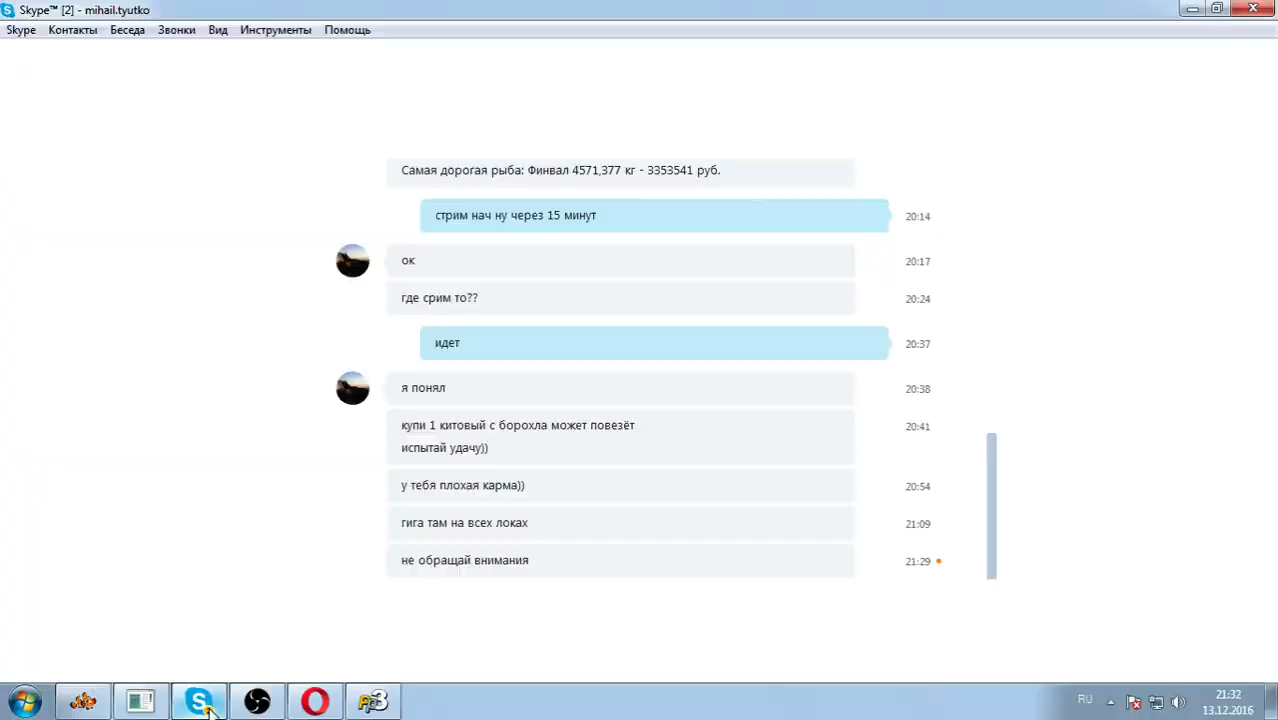 Skype™ [2] - mihail.tyutko
Skype Контакты Беседа Звонки Вид Инструменты Помощь
Самая дорогая рыба: Финвал 4571,377 кг - 3353541 руб.
стрим нач ну через 15 минут 20:14
ок 20:17
где срим то?? 20:24
идет 20:37
я понял 20:38
купи 1 китовый с борохла может повезёт 20:41
испытай удачу))
у тебя плохая карма)) 20:54
гига там на всех локах 21:09
не обращай внимания 21:29
RU 21:32
13.12.2016